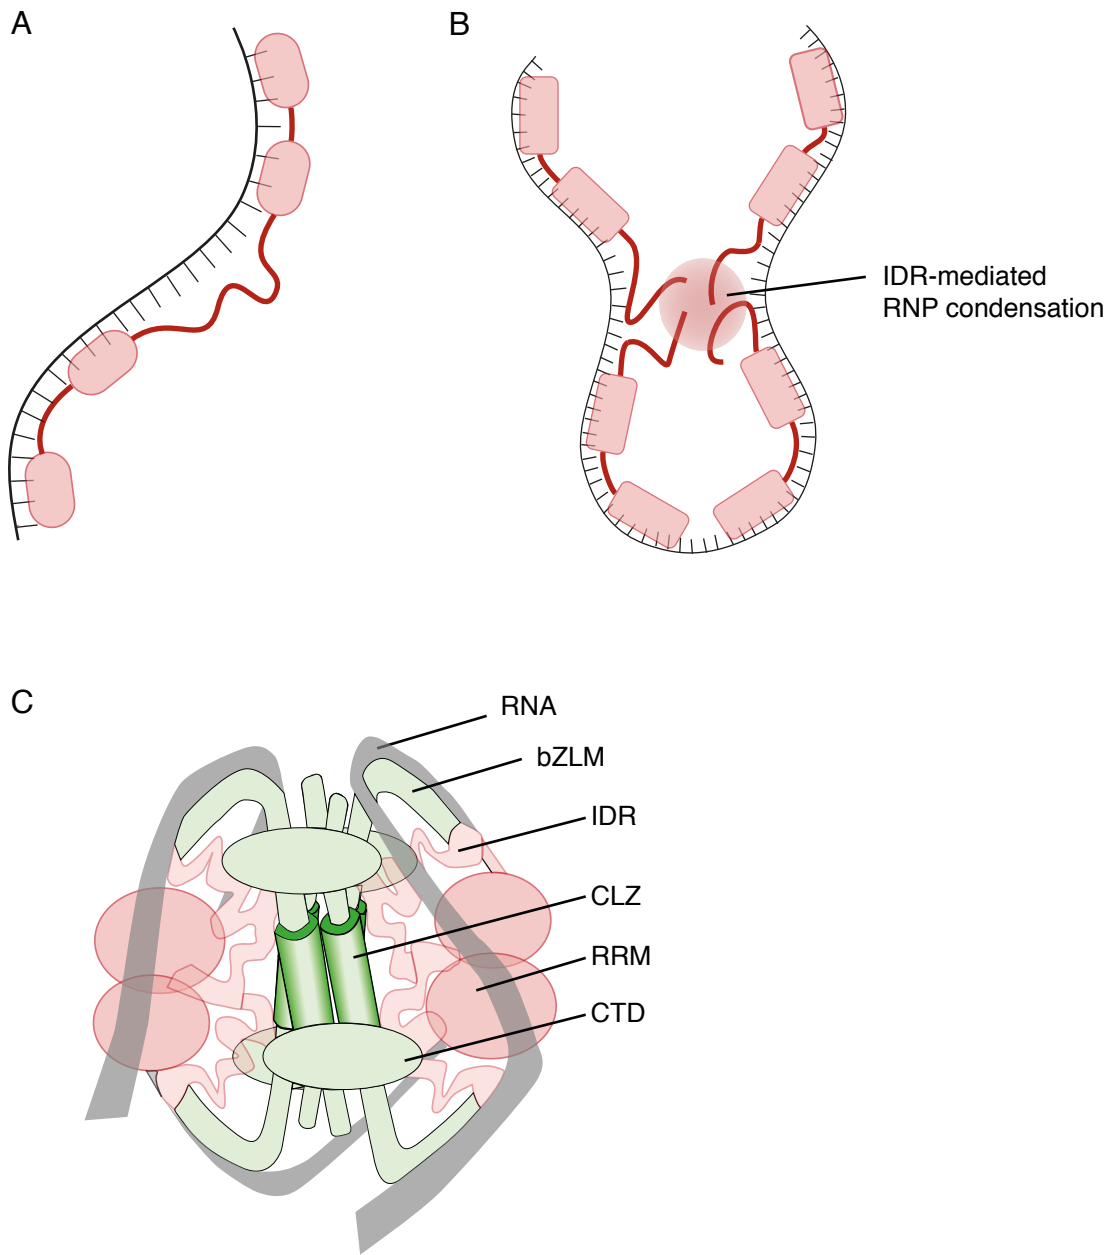 A
B
IDR-mediated
RNP condensation
C
RNA
bZLM
IDR
CLZ
RRM
CTD